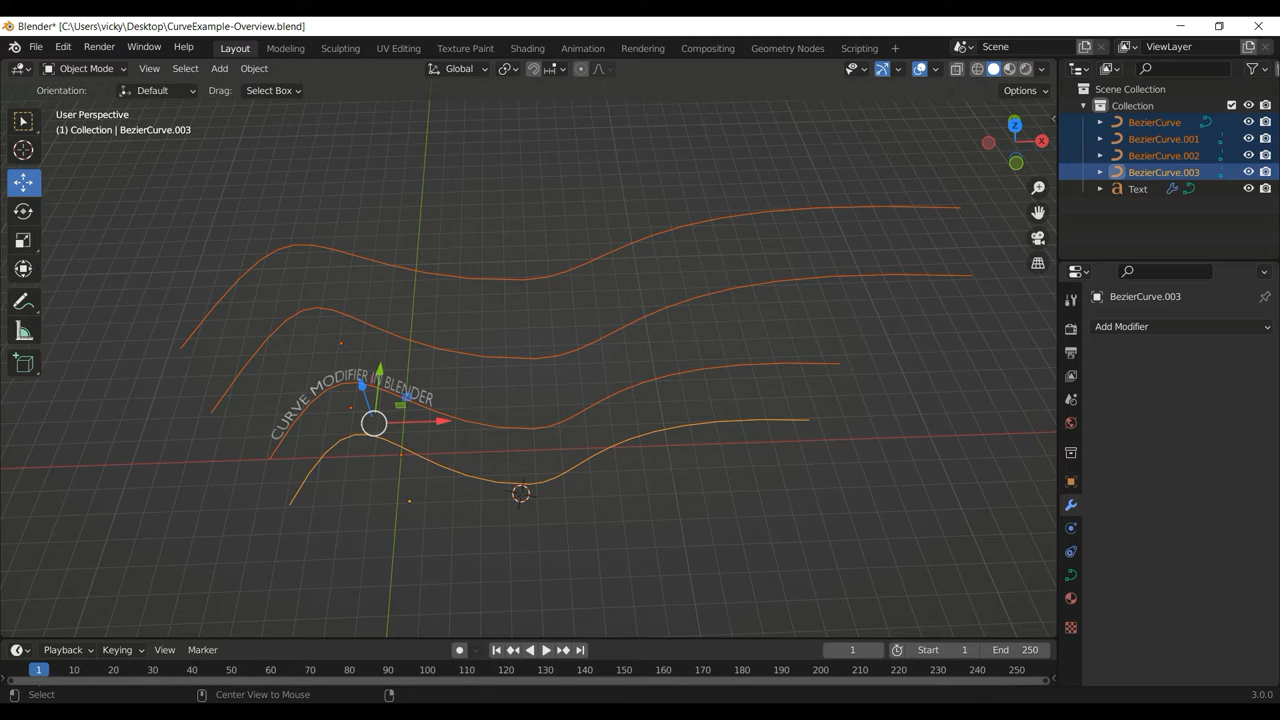 Blender* [C:\Users\vicky\Desktop\CurveExample-Overview.blend]
File Edit Render Window Help Layout Modeling Sculpting UV Editing Texture Paint Shading Animation Rendering Compositing Geometry Nodes Scripting + Scene ViewLayer
Object Mode View Select Add Object Global
Orientation: Default Drag: Select Box Options
User Perspective
(1) Collection | BezierCurve.003
Z
X
CURVE MODIFIER IN BLENDER
Scene Collection
Collection
BezierCurve
BezierCurve.001
BezierCurve.002
BezierCurve.003
Text
BezierCurve.003
Add Modifier
Playback Keying View Marker 1 Start 1 End 250
1 10 20 30 40 50 60 70 80 90 100 110 120 130 140 150 160 170 180 190 200 210 220 230 240 250
Select Center View to Mouse 3.0.0